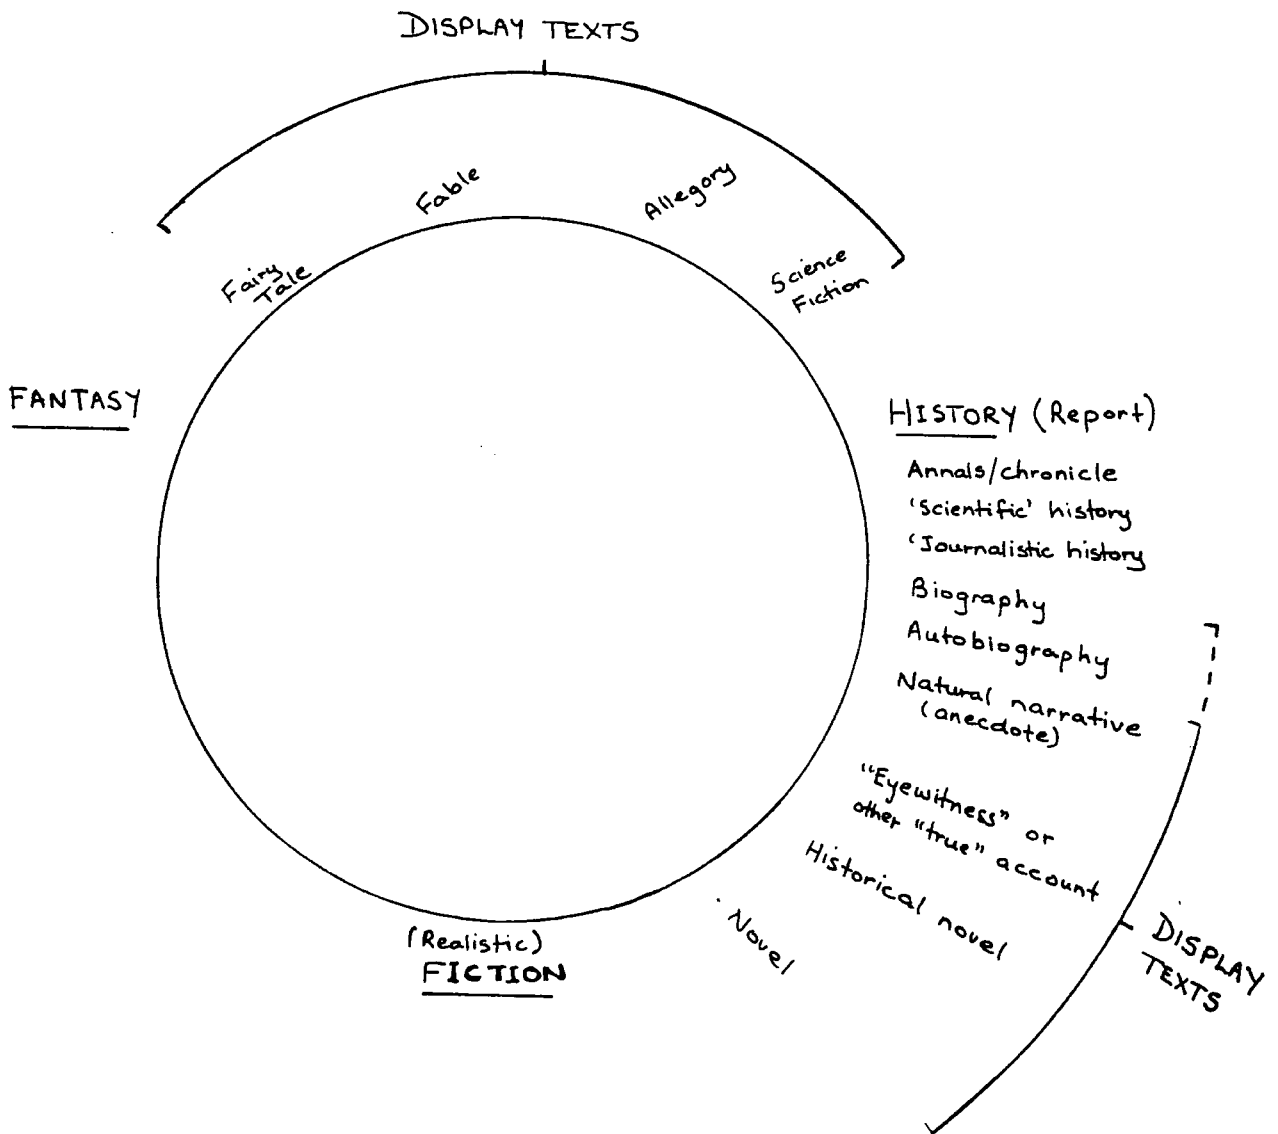 DISPLAY TEXTS
Fable
Allegory
Fairy
Tale
Science
Fiction
FANTASY
HISTORY (Report)
Annals/chronicle
'Scientific' history
'Journalistic history
Biography
Autobiography
Natural narrative
(anecdote)
"Eyewitness" or
other "true" account
Historical novel
Novel
DISPLAY
TEXTS
(Realistic)
FICTION